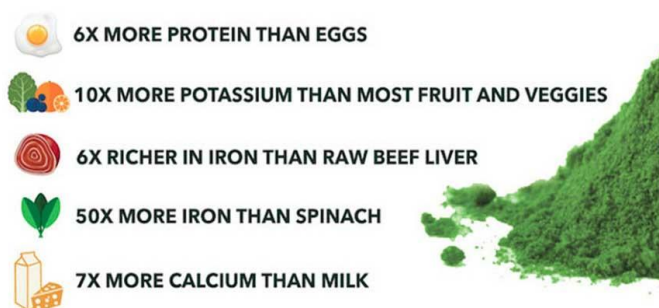 6X MORE PROTEIN THAN EGGS
10X MORE POTASSIUM THAN MOST FRUIT AND VEGGIES
6X RICHER IN IRON THAN RAW BEEF LIVER
50X MORE IRON THAN SPINACH
7X MORE CALCIUM THAN MILK